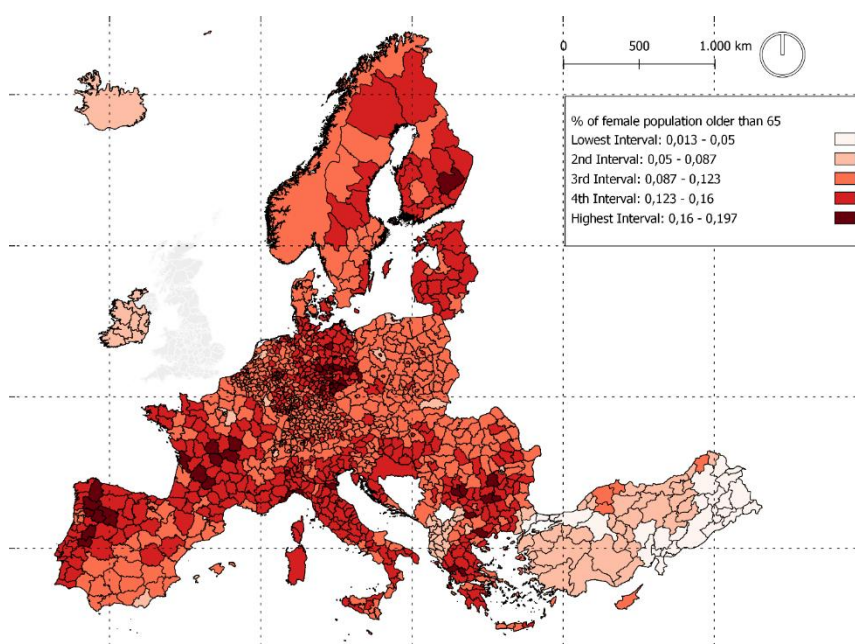 0 500 1.000 km
% of female population older than 65
Lowest Interval: 0,013 - 0,05
2nd Interval: 0,05 - 0,087
3rd Interval: 0,087 - 0,123
4th Interval: 0,123 - 0,16
Highest Interval: 0,16 - 0,197